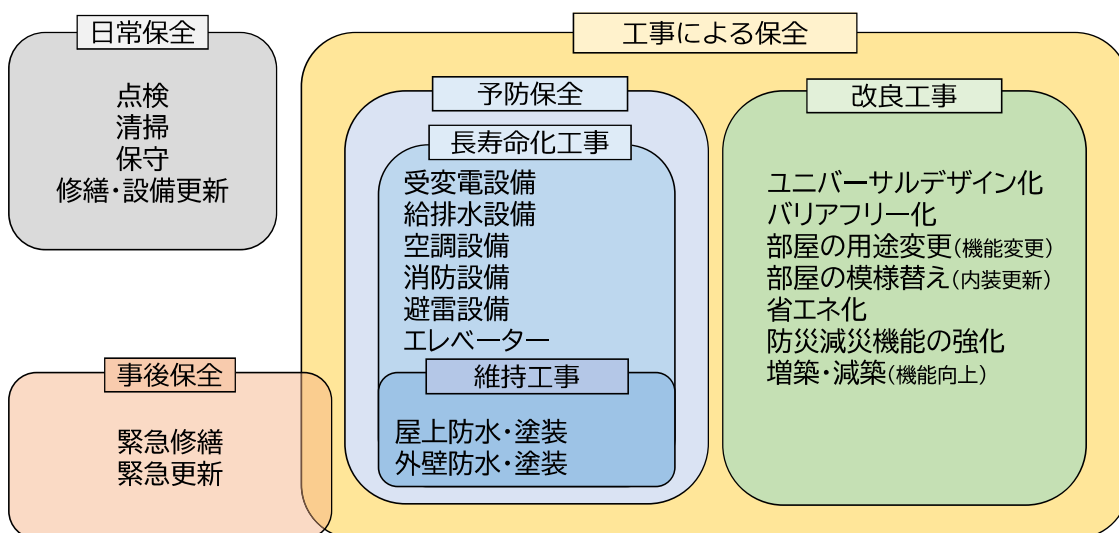 日常保全
点検
清掃
保守
修繕・設備更新
事後保全
緊急修繕
緊急更新
工事による保全
予防保全
長寿命化工事
受変電設備
給排水設備
空調設備
消防設備
避雷設備
エレベーター
維持工事
屋上防水・塗装
外壁防水・塗装
改良工事
ユニバーサルデザイン化
バリアフリー化
部屋の用途変更(機能変更)
部屋の模様替え(内装更新)
省エネ化
防災減災機能の強化
増築・減築(機能向上)